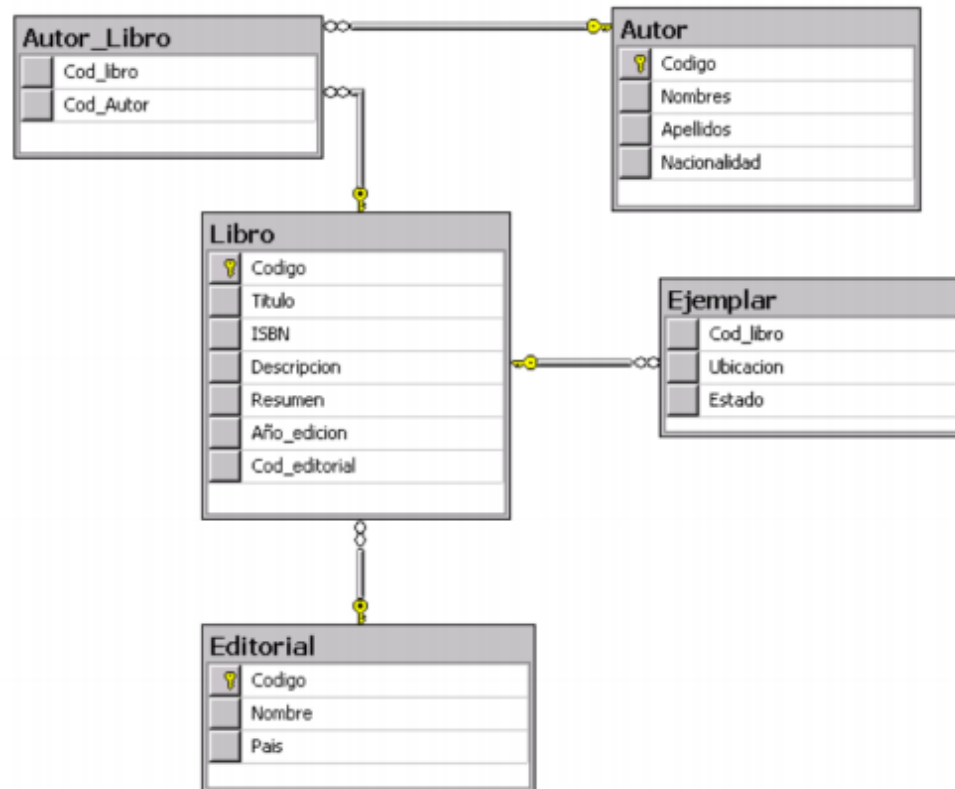 Autor_Libro
Cod_libro
Cod_Autor
Autor
Codigo
Nombres
Apellidos
Nacionalidad
Libro
Codigo
Titulo
ISBN
Descripcion
Resumen
Año_edicion
Cod_editorial
Ejemplar
Cod_libro
Ubicacion
Estado
Editorial
Codigo
Nombre
Pais